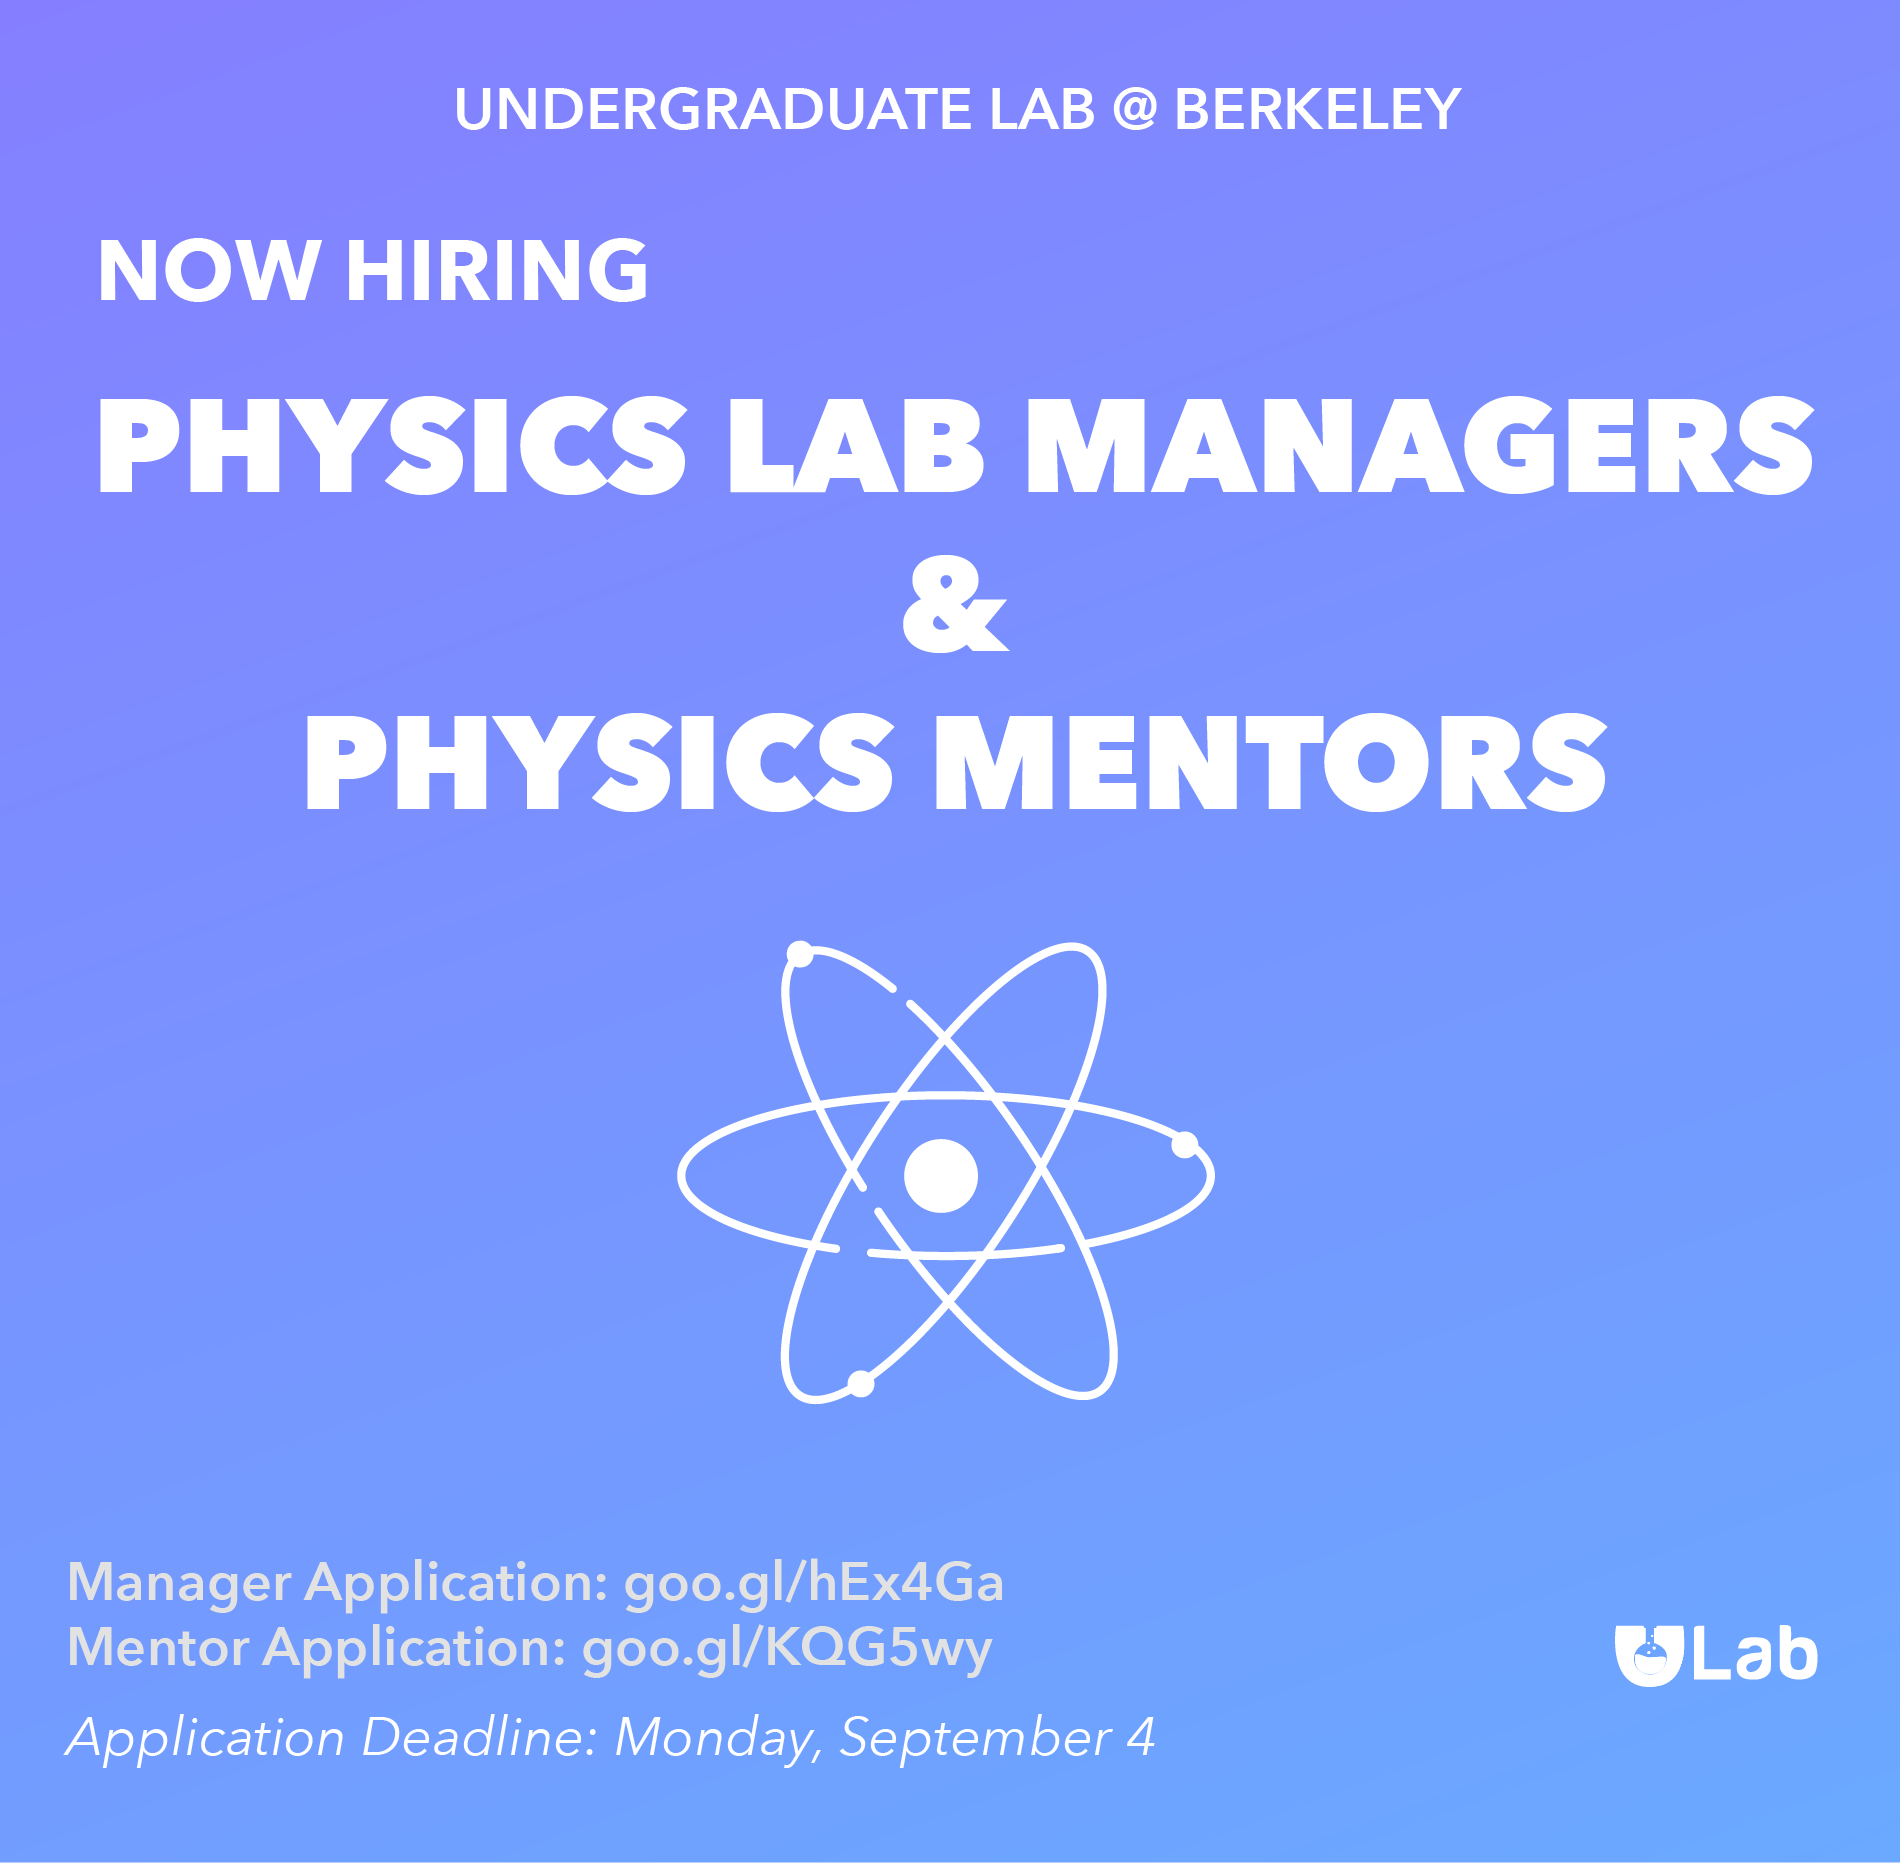 UNDERGRADUATE LAB @ BERKELEY
NOW HIRING
PHYSICS LAB MANAGERS
&
PHYSICS MENTORS
Manager Application: goo.gl/hEx4Ga
Mentor Application: goo.gl/KQG5wy
ULab
Application Deadline: Monday, September 4